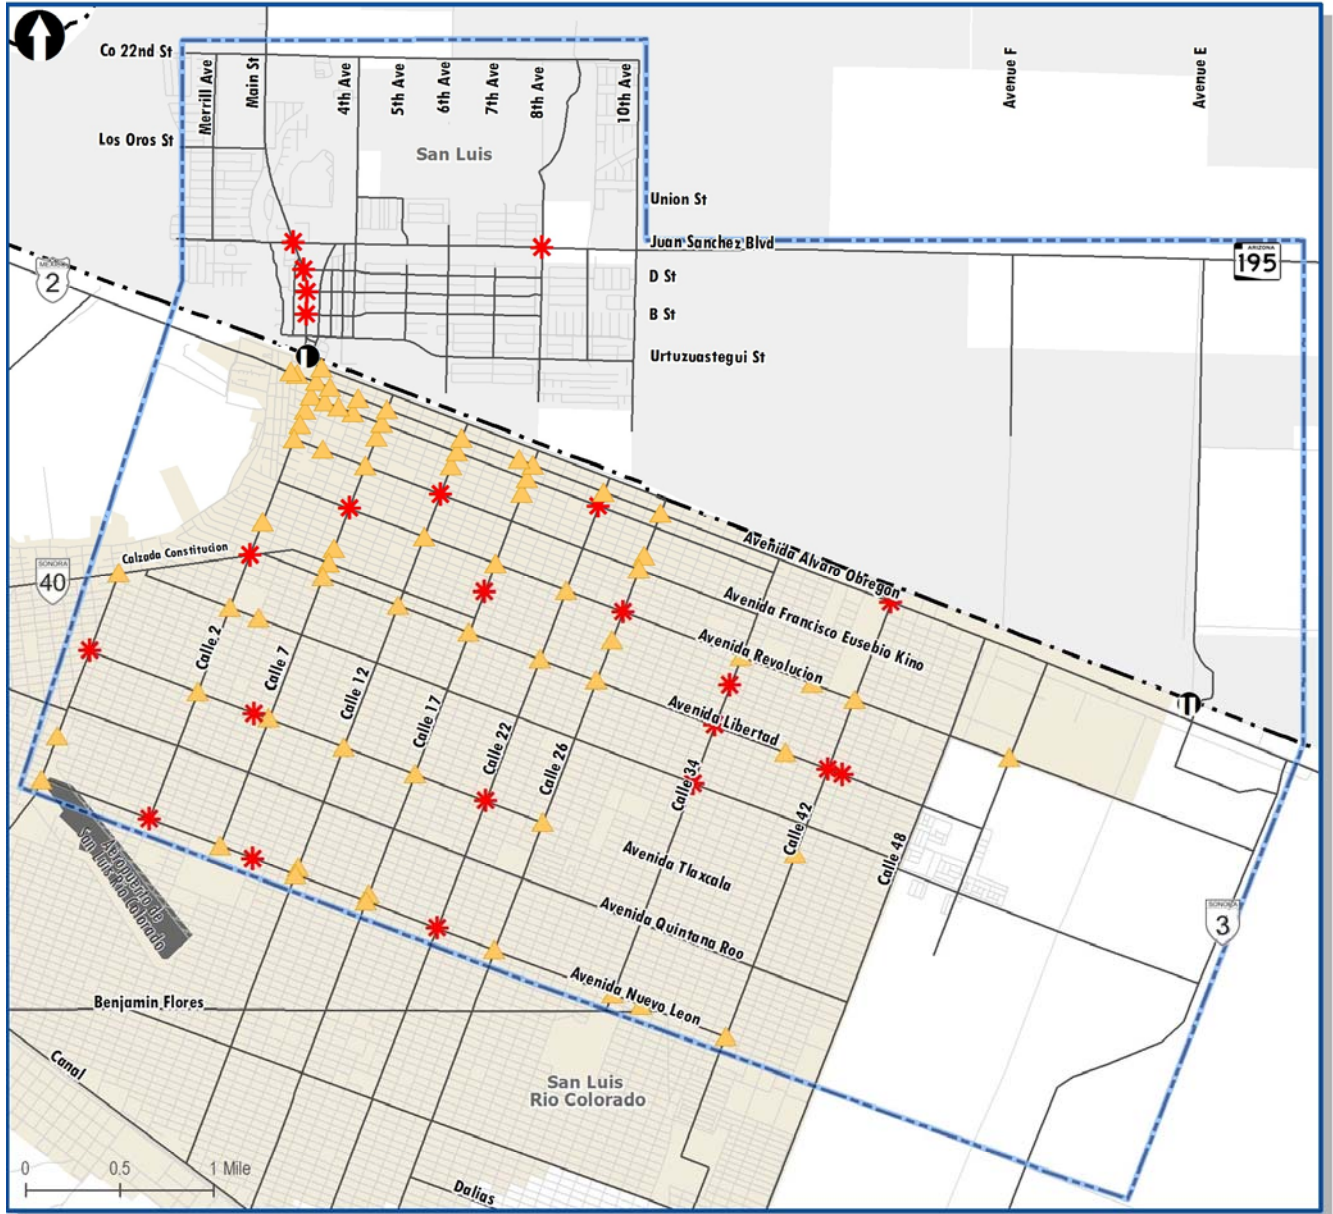 Co 22nd St
Merrill Ave
Main St
4th Ave
5th Ave
6th Ave
7th Ave
8th Ave
10th Ave
Avenue F
Avenue E
Los Oros St
San Luis
Union St
Juan Sanchez Blvd
ARIZONA
195
MEXICO
2
D St
B St
Urtuzuastegui St
Calzada Constitucion
SONORA
40
Avenida Alvaro Obregon
Avenida Francisco Eusebio Kino
Avenida Revolucion
Avenida Libertad
Calle 2
Calle 7
Calle 12
Calle 17
Calle 22
Calle 26
Calle 34
Calle 42
Calle 48
Avenida Tlaxcala
Avenida Quintana Roo
Avenida Nuevo Leon
Aeropuerto de
San Luis Rio Colorado
SONORA
3
Benjamin Flores
Canal
San Luis
Rio Colorado
Dalias
0 0.5 1 Mile